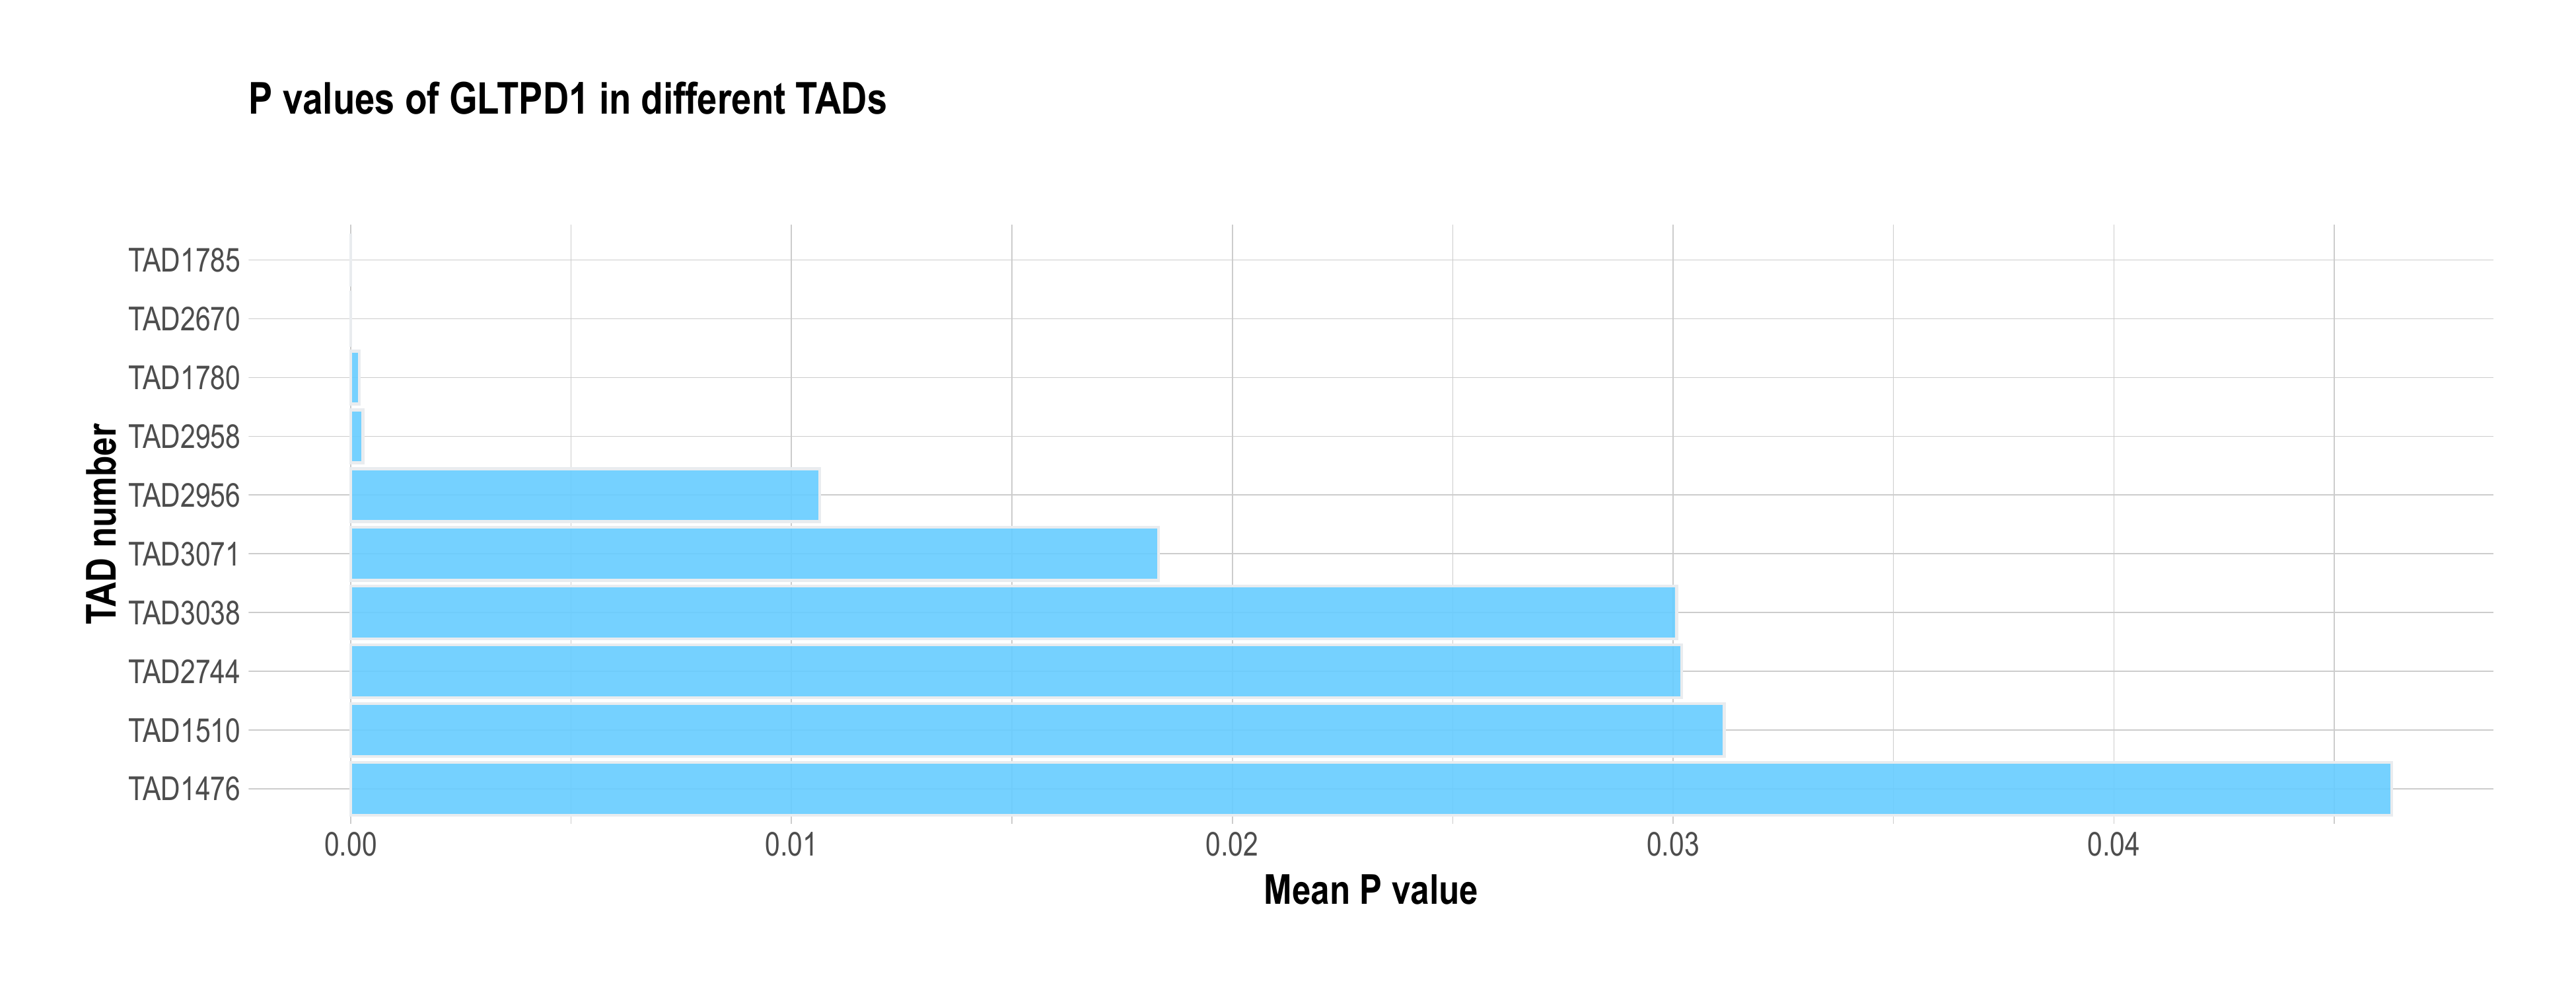 P values of GLTPD1 in different TADs
TAD number
TAD1785
TAD2670
TAD1780
TAD2958
TAD2956
TAD3071
TAD3038
TAD2744
TAD1510
TAD1476
0.00 0.01 0.02 0.03 0.04
Mean P value